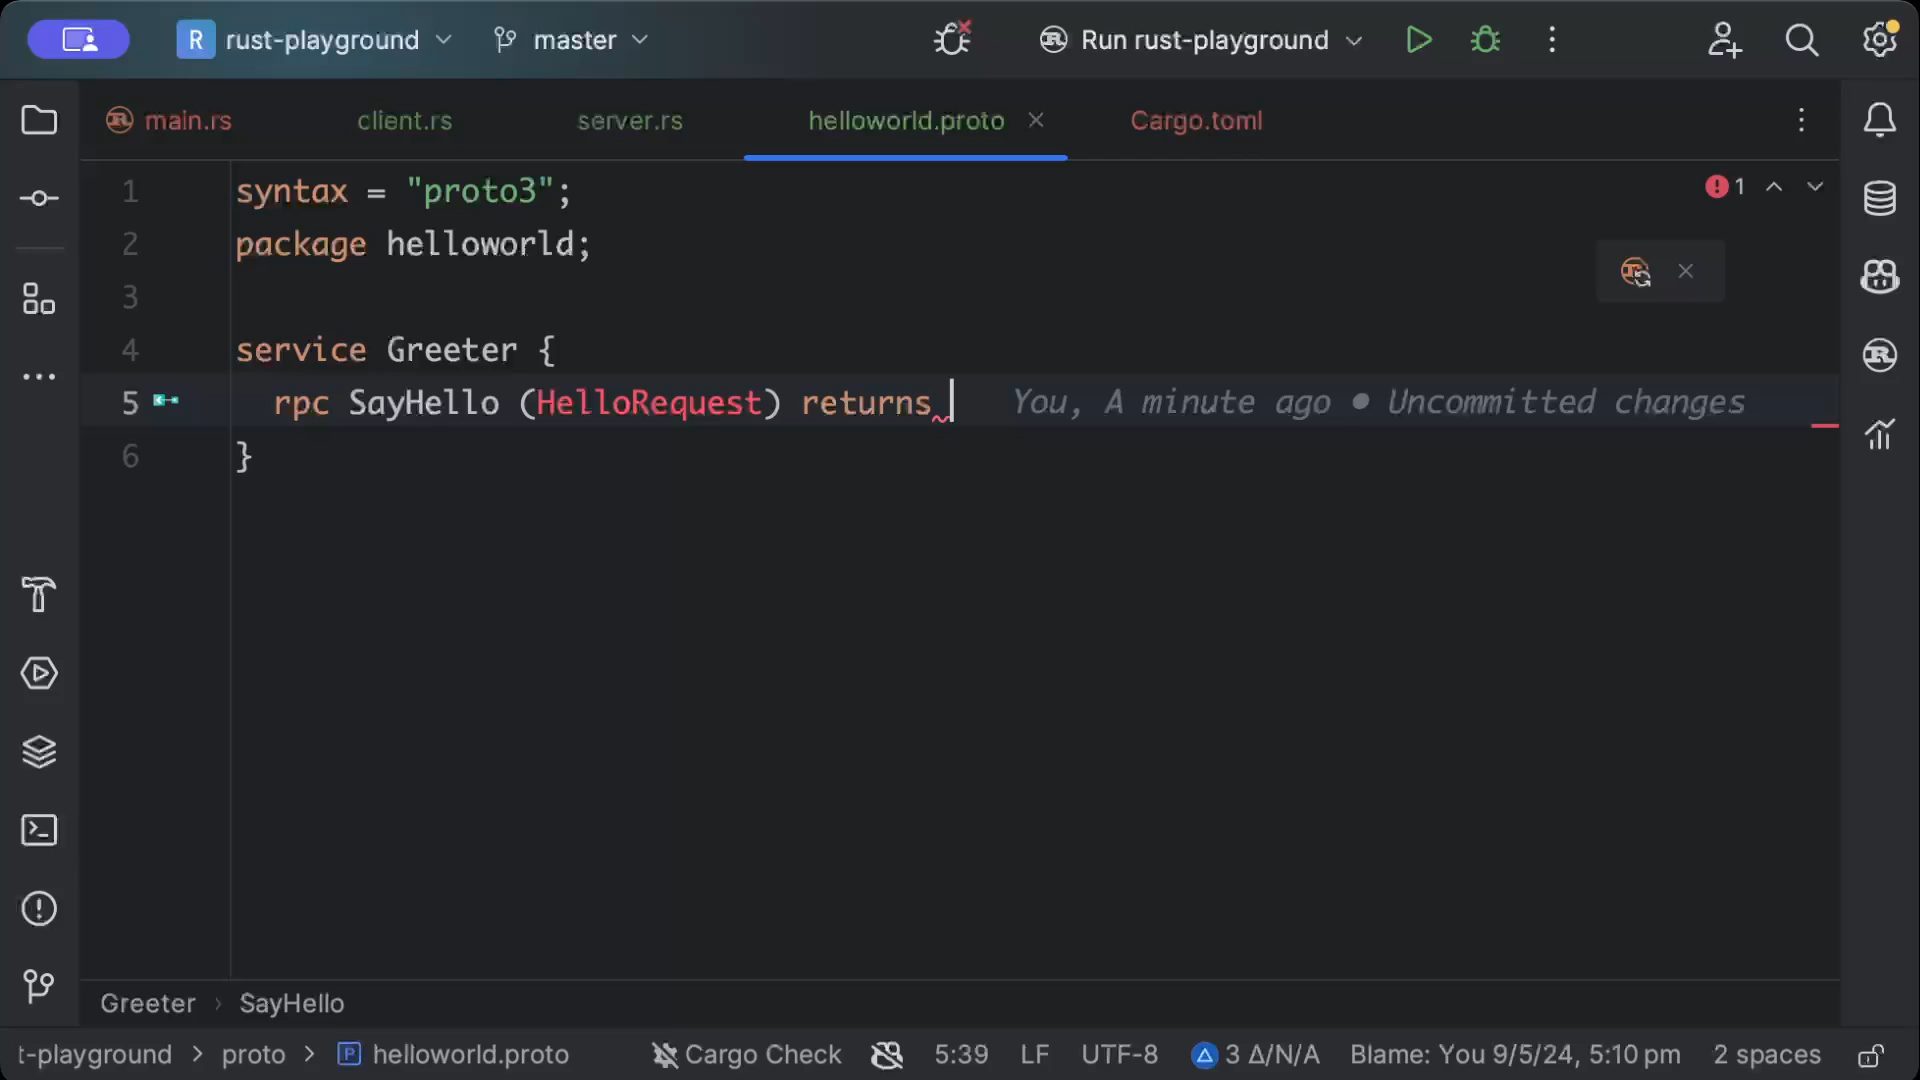 R rust-playground master Run rust-playground
main.rs client.rs server.rs helloworld.proto Cargo.toml
1 syntax = "proto3";
1
2 package helloworld;
3
4 service Greeter {
5 rpc SayHello (HelloRequest) returns You, A minute ago • Uncommitted changes
6 }
Greeter › SayHello
t-playground > proto > P helloworld.proto Cargo Check 5:39 LF UTF-8 3 Δ/N/A Blame: You 9/5/24, 5:10 pm 2 spaces